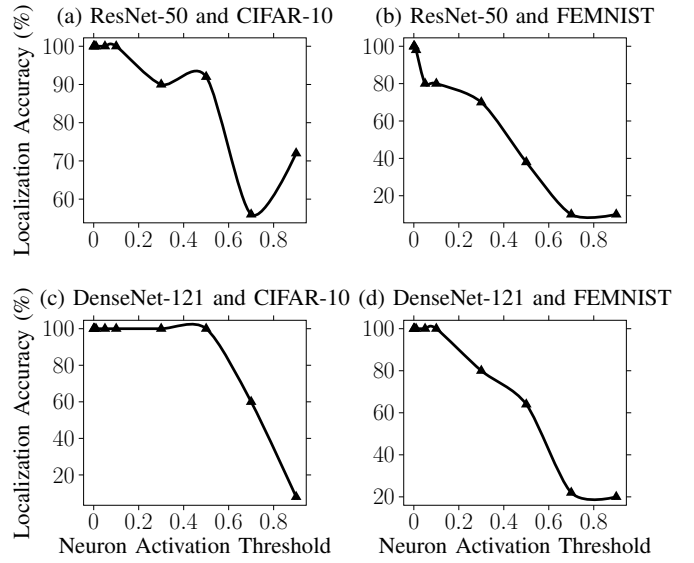 (a) ResNet-50 and CIFAR-10
(b) ResNet-50 and FEMNIST
Localization Accuracy (%)
100
90
80
70
60
0 0.2 0.4 0.6 0.8
100
80
60
40
20
0 0.2 0.4 0.6 0.8
(c) DenseNet-121 and CIFAR-10
(d) DenseNet-121 and FEMNIST
Localization Accuracy (%)
100
80
60
40
20
0 0.2 0.4 0.6 0.8
Neuron Activation Threshold
100
80
60
40
20
0 0.2 0.4 0.6 0.8
Neuron Activation Threshold